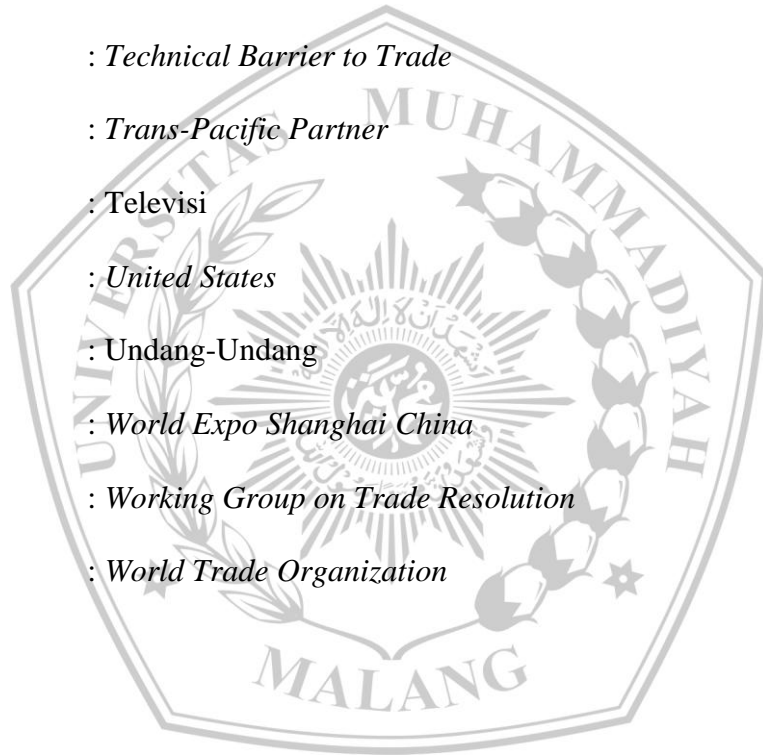 : Technical Barrier to Trade
: Trans-Pacific Partner
: Televisi
: United States
: Undang-Undang
: World Expo Shanghai China
: Working Group on Trade Resolution
: World Trade Organization
UNIVERSITAS MUHAMMADIYAH
MALANG